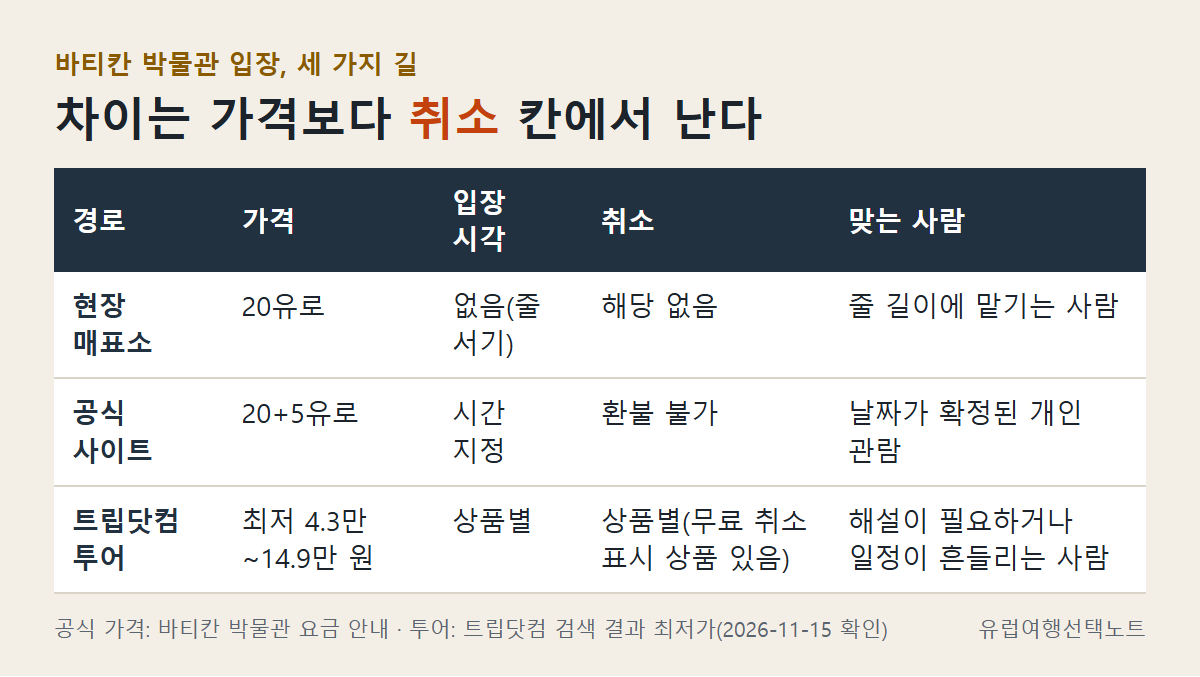 바티칸 박물관 입장, 세 가지 길
차이는 가격보다 취소 칸에서 난다
경로 가격 입장 시각 취소 맞는 사람
현장 매표소 20유로 없음(줄 서기) 해당 없음 줄 길이에 맡기는 사람
공식 사이트 20+5유로 시간 지정 환불 불가 날짜가 확정된 개인 관람
트립닷컴 투어 최저 4.3만~14.9만 원 상품별 상품별(무료 취소 표시 상품 있음) 해설이 필요하거나 일정이 흔들리는 사람
공식 가격: 바티칸 박물관 요금 안내 · 투어: 트립닷컴 검색 결과 최저가(2026-11-15 확인) 유럽여행선택노트